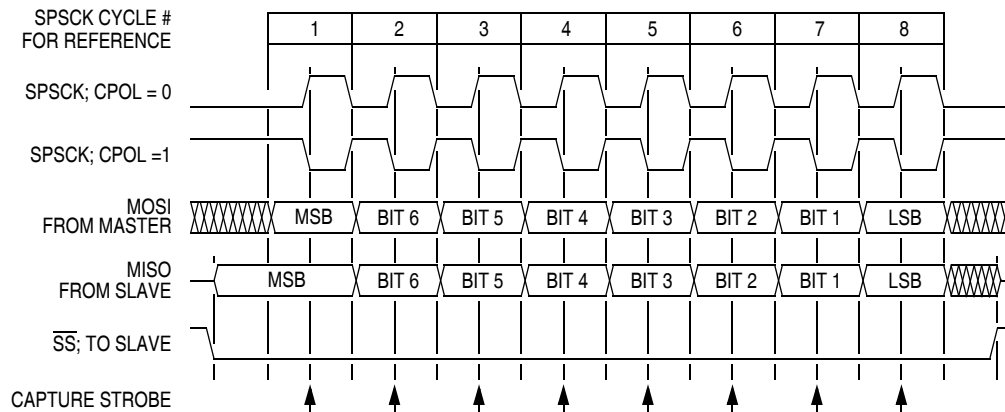 SPSCK CYCLE #
FOR REFERENCE
1 2 3 4 5 6 7 8
SPSCK; CPOL = 0
SPSCK; CPOL =1
MOSI
FROM MASTER
MSB BIT 6 BIT 5 BIT 4 BIT 3 BIT 2 BIT 1 LSB
MISO
FROM SLAVE
MSB BIT 6 BIT 5 BIT 4 BIT 3 BIT 2 BIT 1 LSB
S̅S̅; TO SLAVE
CAPTURE STROBE